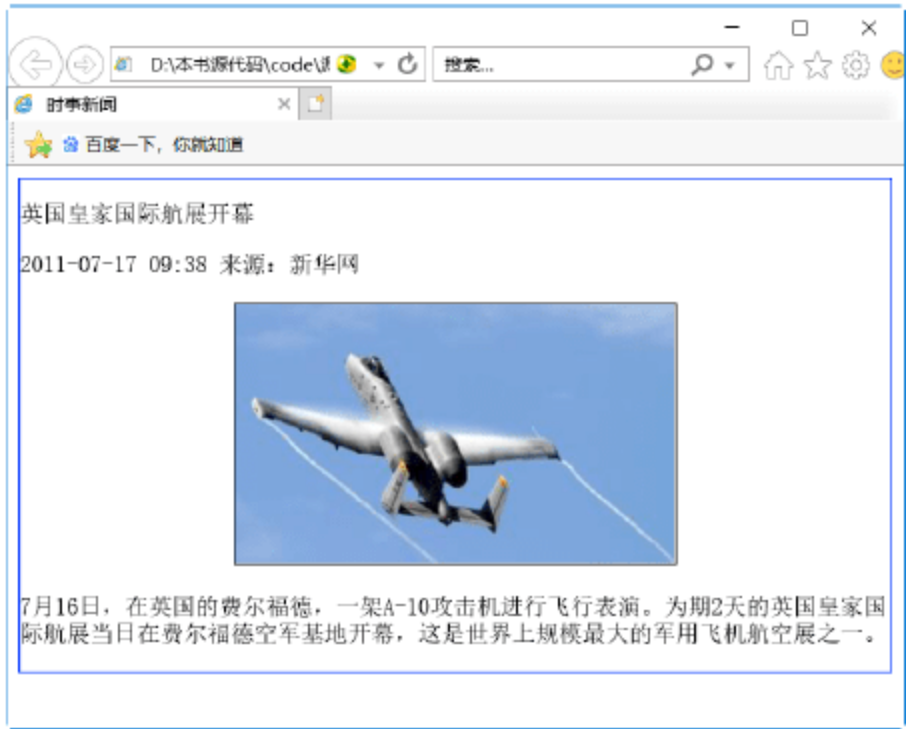 D:\本书源代码\code\
搜索...
时事新闻
百度一下，你就知道
英国皇家国际航展开幕
2011-07-17 09:38 来源：新华网
7月16日，在英国的费尔福德，一架A-10攻击机进行飞行表演。为期2天的英国皇家国
际航展当日在费尔福德空军基地开幕，这是世界上规模最大的军用飞机航空展之一。